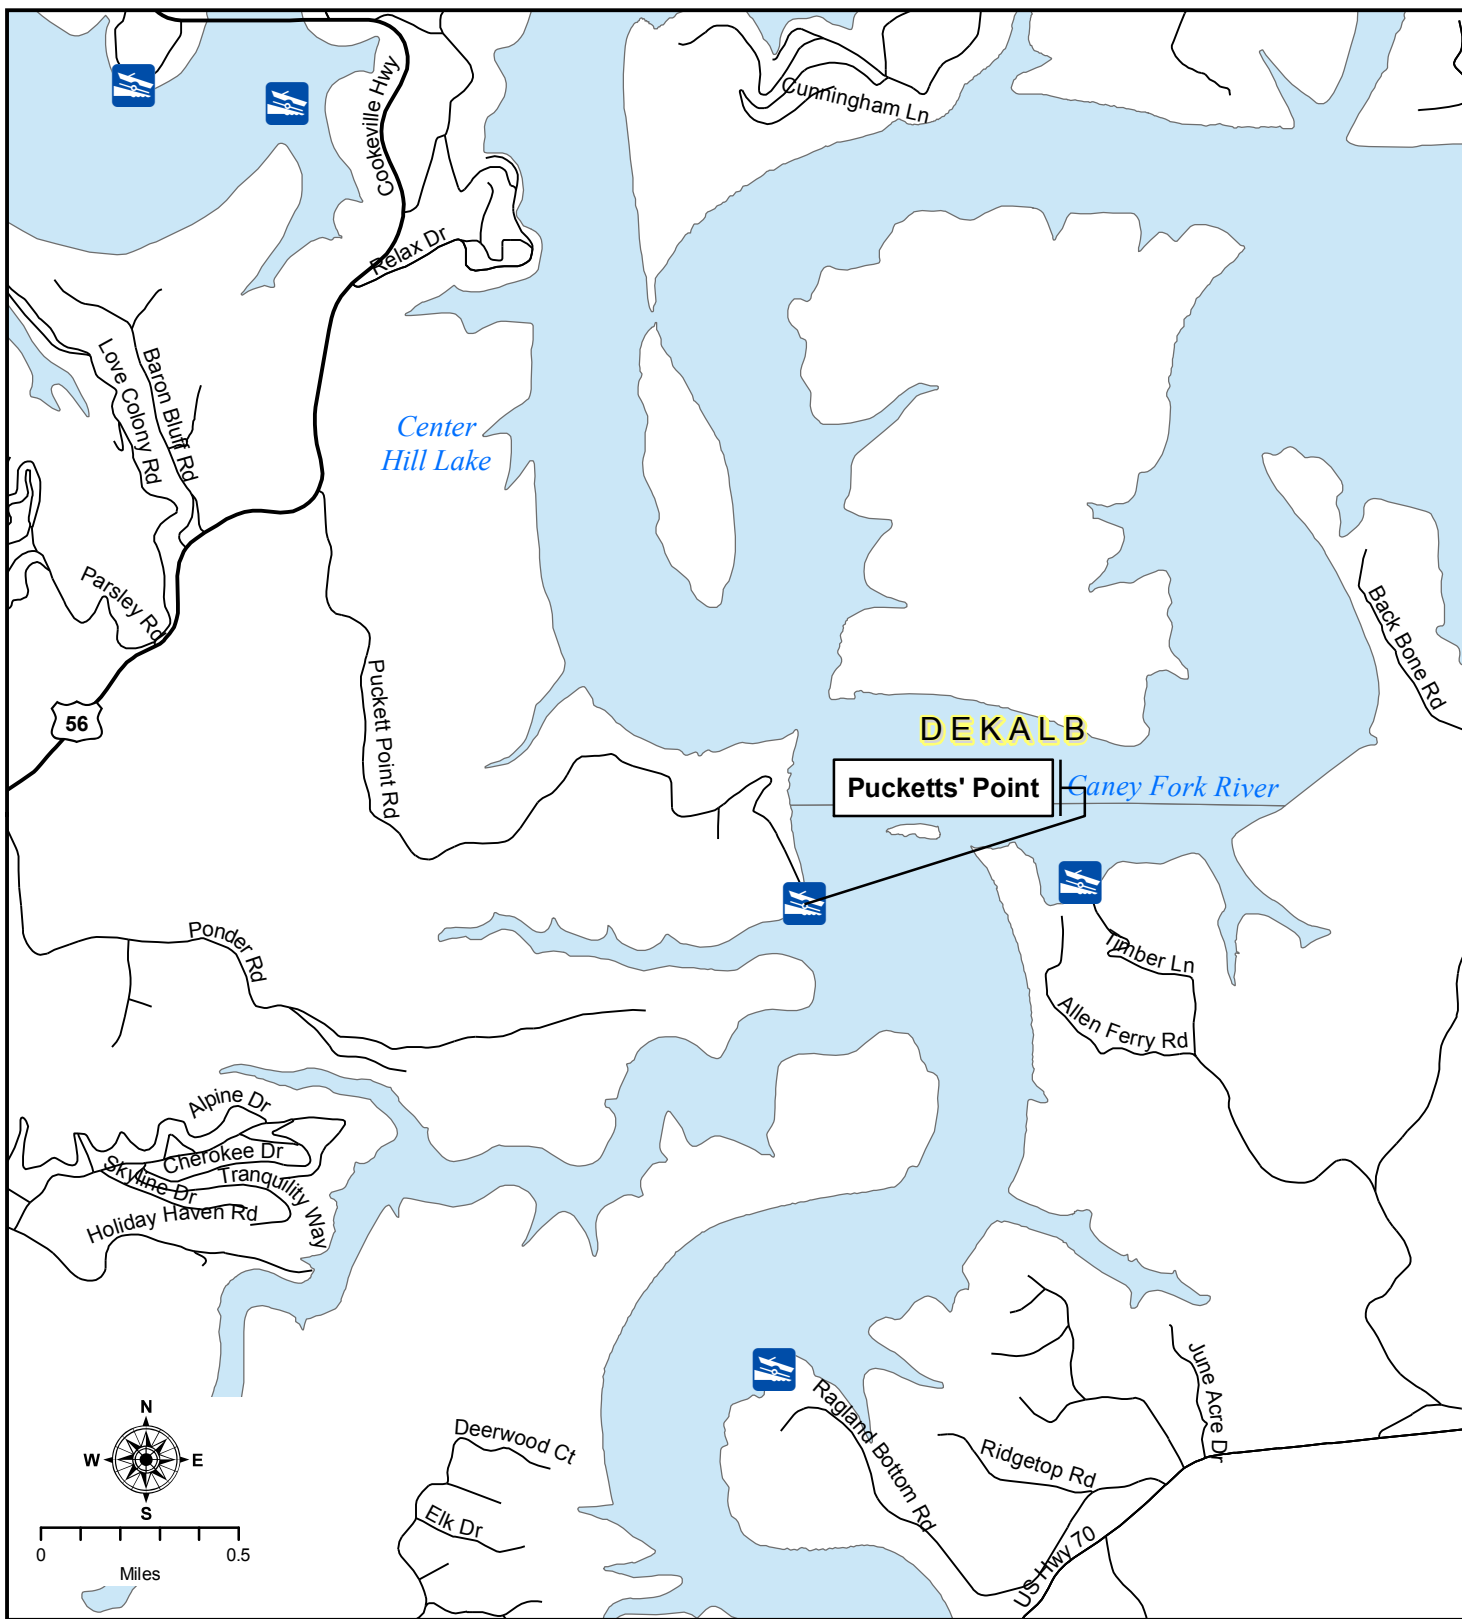 Cunningham Ln
Cookeville Hwy
Relax Dr
Love Colony Rd
Baron Bluff Rd
Center
Hill Lake
Parsley Rd
Back Bone Rd
56
Puckett Point Rd
DEKALB
Pucketts' Point
Caney Fork River
Ponder Rd
Timber Ln
Allen Ferry Rd
Alpine Dr
Cherokee Dr
Skyline Dr
Tranquility Way
Holiday Haven Rd
June Acre Dr
Ragland Bottom Rd
N
W
E
S
Deerwood Ct
Ridgetop Rd
Elk Dr
US Hwy 70
0
0.5
Miles